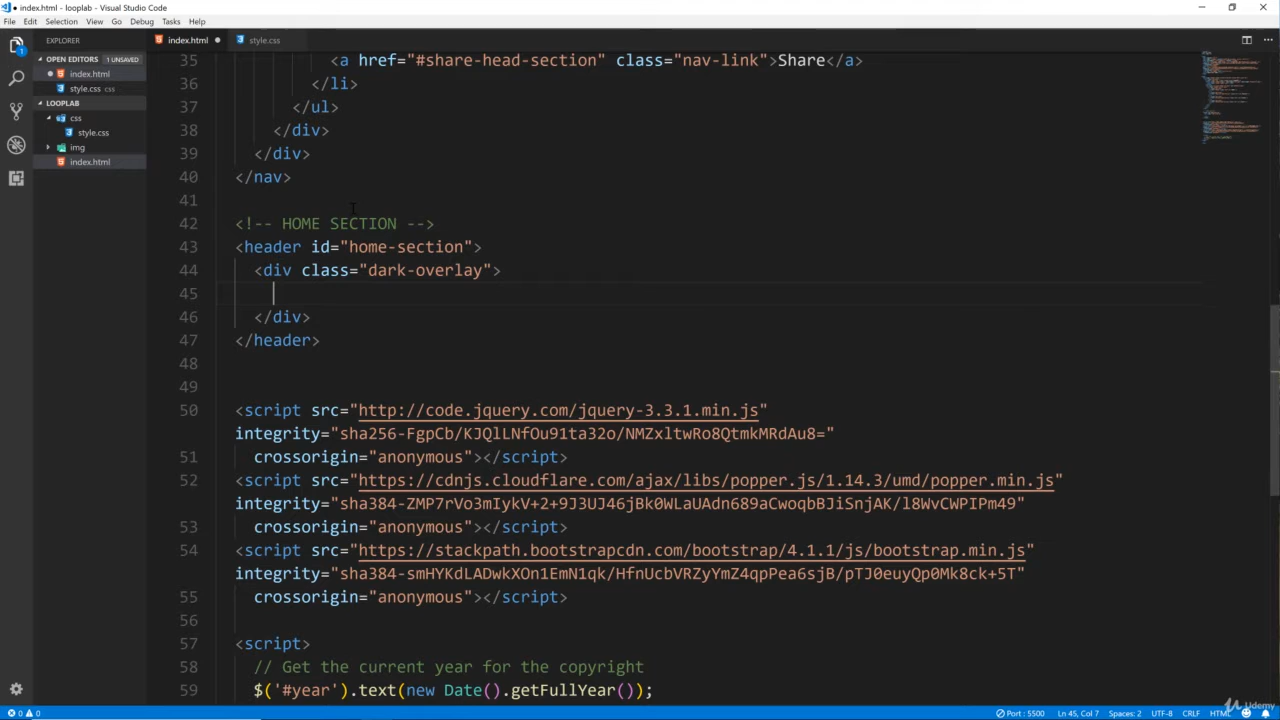 ● index.html - looplab - Visual Studio Code
File Edit Selection View Go Debug Tasks Help
EXPLORER
index.html ●
style.css
OPEN EDITORS 1 UNSAVED
● index.html
style.css css
LOOPLAB
css
style.css
img
index.html
1
35 <a href="#share-head-section" class="nav-link">Share</a>
36 </li>
37 </ul>
38 </div>
39 </div>
40 </nav>
41
42 <!-- HOME SECTION -->
43 <header id="home-section">
44 <div class="dark-overlay">
45
46 </div>
47 </header>
48
49
50 <script src="http://code.jquery.com/jquery-3.3.1.min.js"
integrity="sha256-FgpCb/KJQlLNfOu91ta32o/NMZxltwRo8QtmkMRdAu8="
51 crossorigin="anonymous"></script>
52 <script src="https://cdnjs.cloudflare.com/ajax/libs/popper.js/1.14.3/umd/popper.min.js"
integrity="sha384-ZMP7rVo3mIykV+2+9J3UJ46jBk0WLaUAdn689aCwoqbBJiSnjAK/l8WvCWPIPm49"
53 crossorigin="anonymous"></script>
54 <script src="https://stackpath.bootstrapcdn.com/bootstrap/4.1.1/js/bootstrap.min.js"
integrity="sha384-smHYKdLADwkXOn1EmN1qk/HfnUcbVRZyYmZ4qpPea6sjB/pTJ0euyQp0Mk8ck+5T"
55 crossorigin="anonymous"></script>
56
57 <script>
58 // Get the current year for the copyright
59 $('#year').text(new Date().getFullYear());
0 0
Port : 5500 Ln 45, Col 7 Spaces: 2 UTF-8 CRLF HTML
Udemy